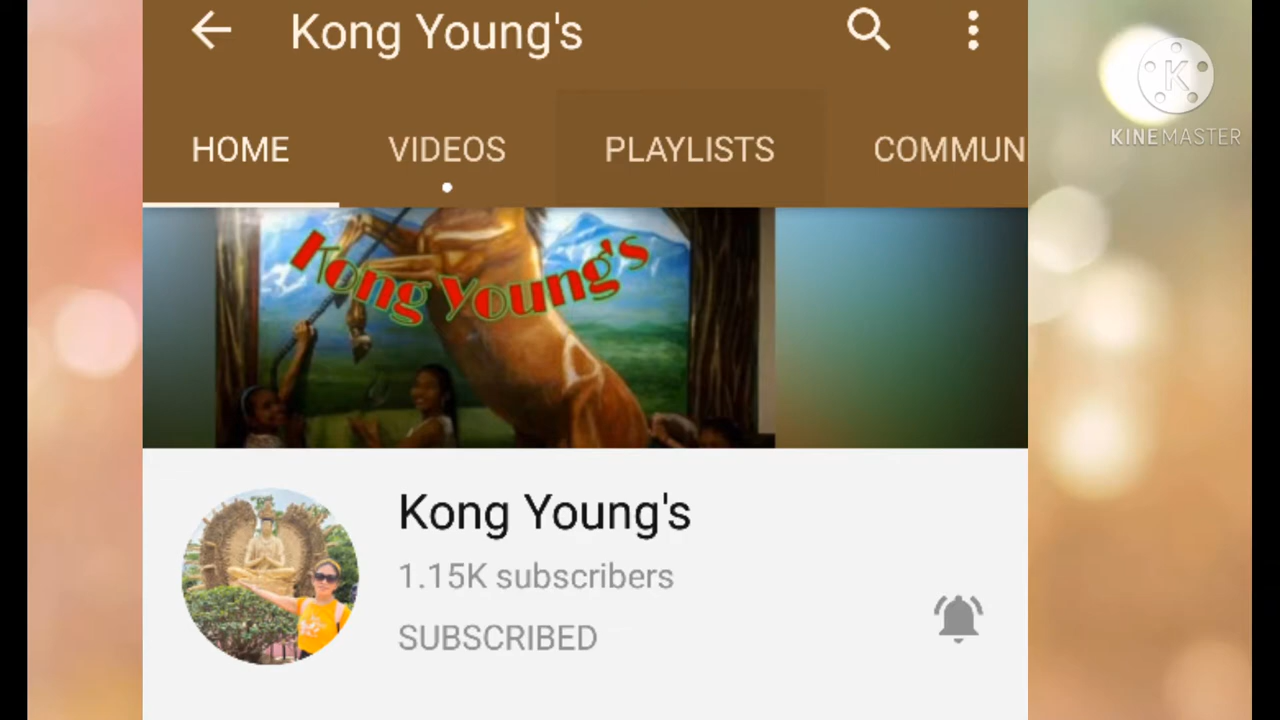 Kong Young's
HOME VIDEOS PLAYLISTS COMMUN
Kong Young's
Kong Young's
1.15K subscribers
SUBSCRIBED
K
KINEMASTER